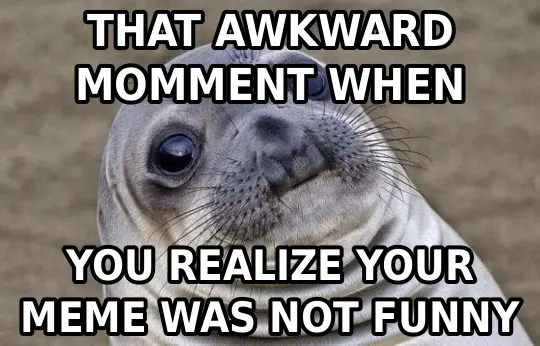 THAT AWKWARD
MOMMENT WHEN
YOU REALIZE YOUR
MEME WAS NOT FUNNY